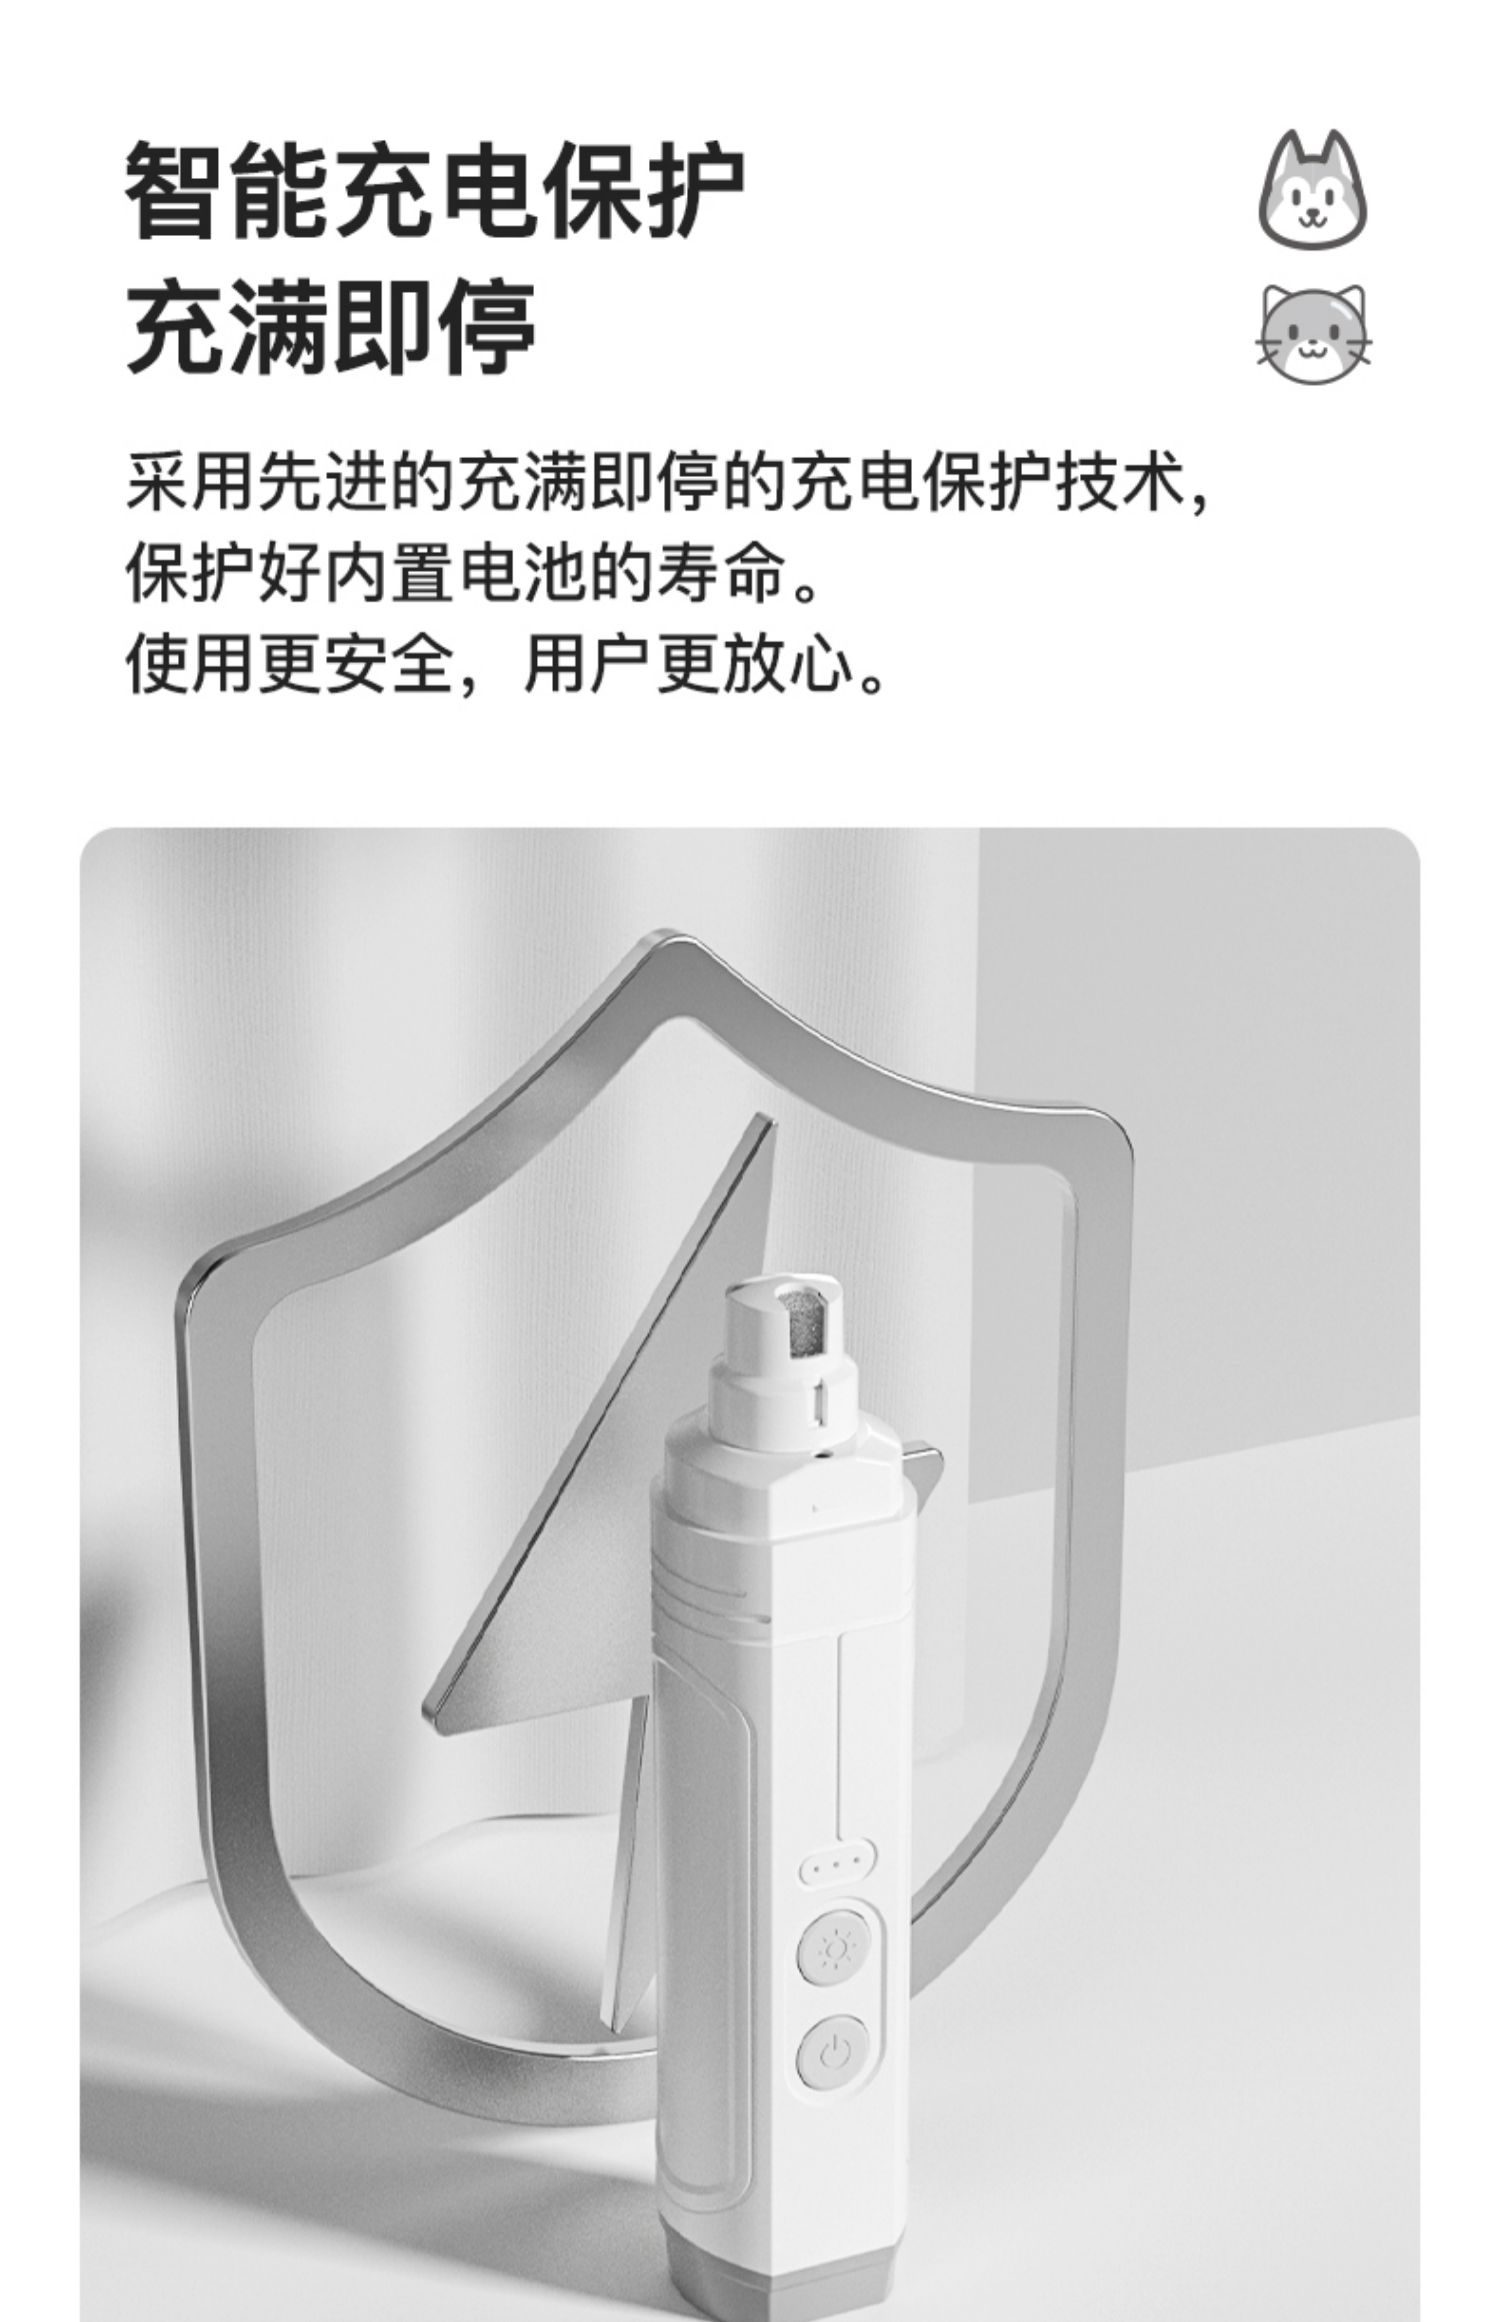 智能充电保护
充满即停
采用先进的充满即停的充电保护技术，
保护好内置电池的寿命。
使用更安全，用户更放心。